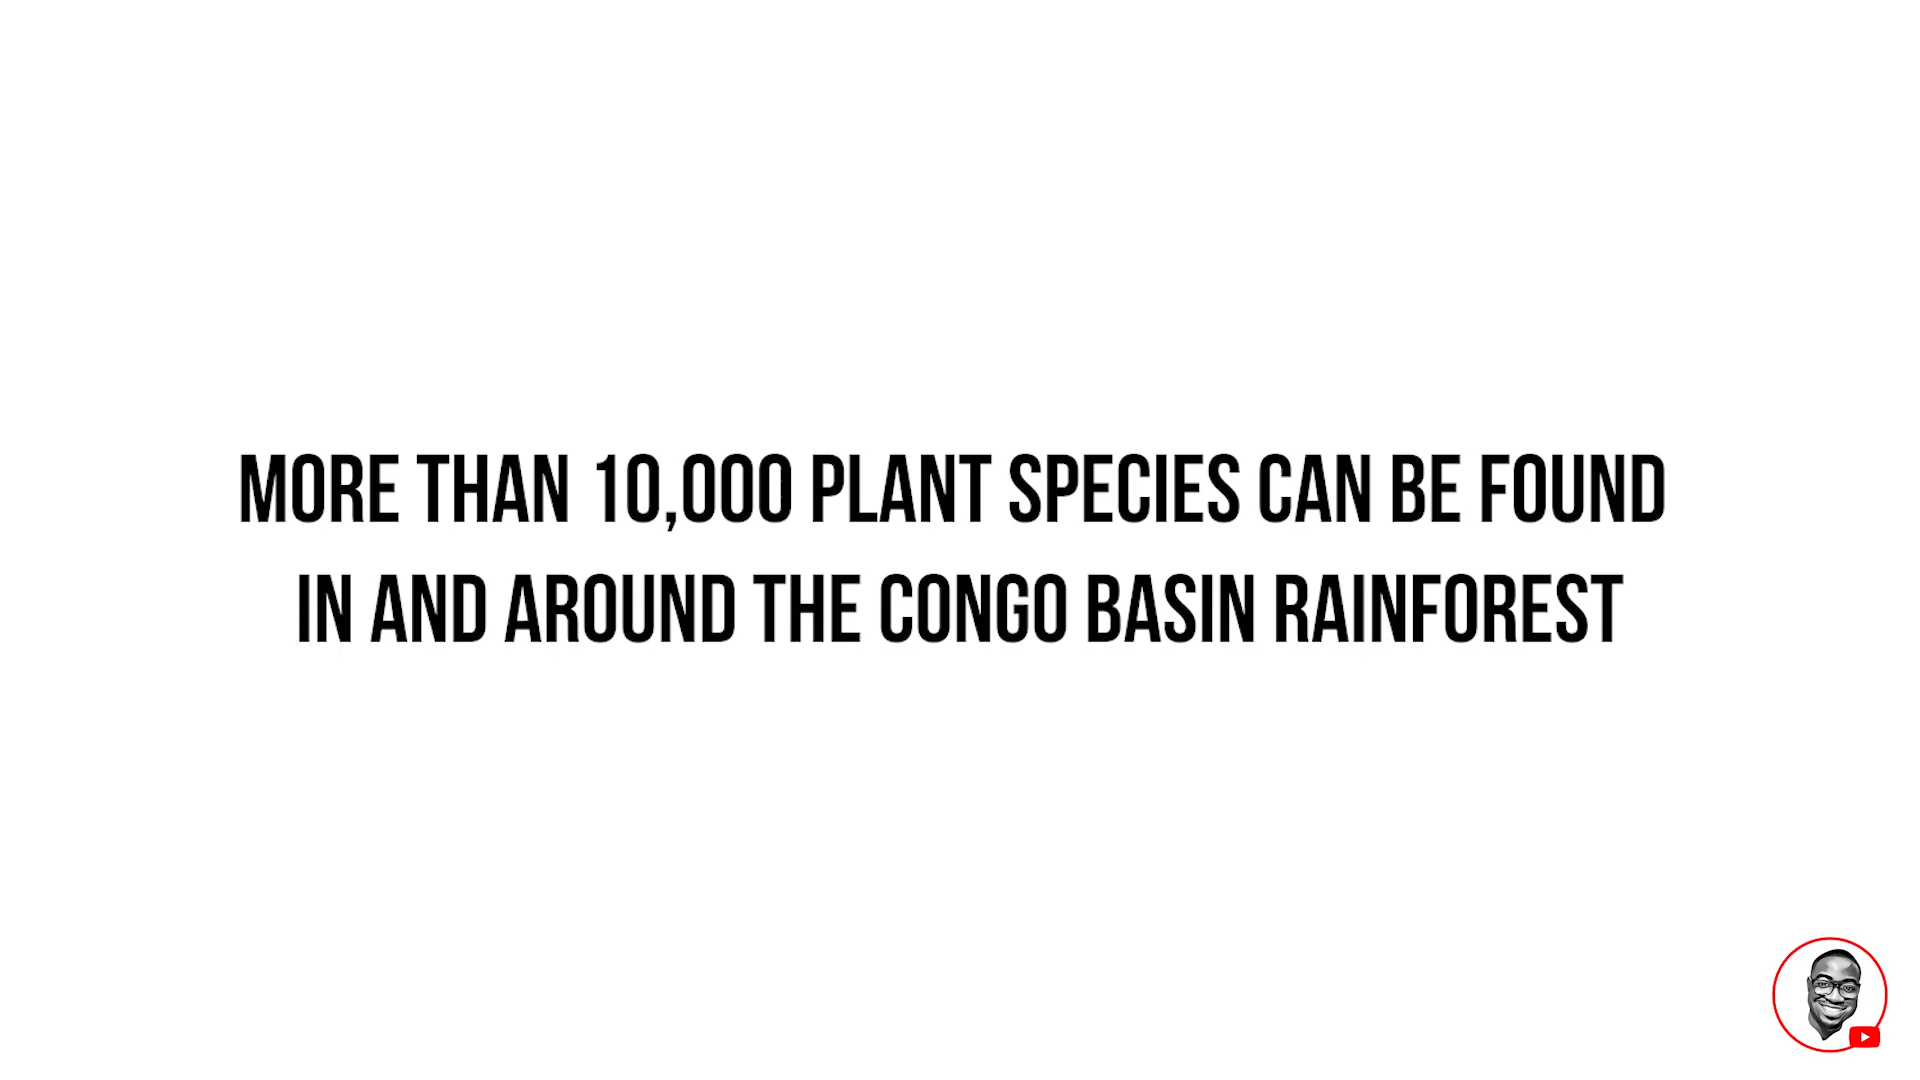 MORE THAN 10,000 PLANT SPECIES CAN BE FOUND
IN AND AROUND THE CONGO BASIN RAINFOREST